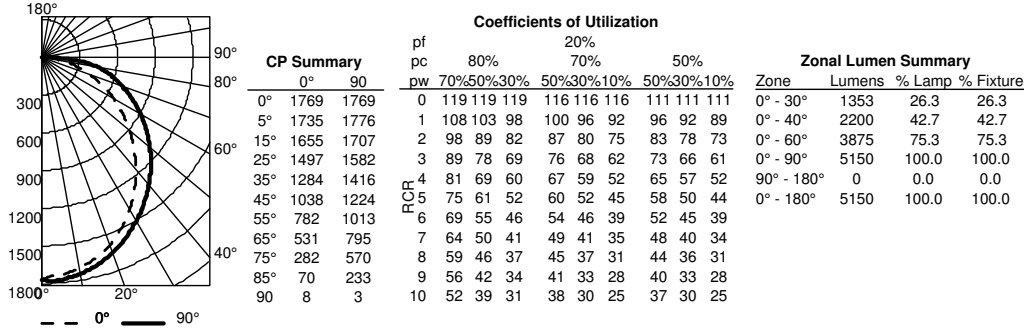 180°
90°
80°
60°
40°
20°
0°
300
600
900
1200
1500
1800
0° 90°
CP Summary
0° 90
0° 1769 1769
5° 1735 1776
15° 1655 1707
25° 1497 1582
35° 1284 1416
45° 1038 1224
55° 782 1013
65° 531 795
75° 282 570
85° 70 233
90 8 3
Coefficients of Utilization
pf 20%
pc 80% 70% 50%
pw 70%50%30% 50%30%10% 50%30%10%
RCR
0 119 119 119 116 116 116 111 111 111
1 108 103 98 100 96 92 96 92 89
2 98 89 82 87 80 75 83 78 73
3 89 78 69 76 68 62 73 66 61
4 81 69 60 67 59 52 65 57 52
5 75 61 52 60 52 45 58 50 44
6 69 55 46 54 46 39 52 45 39
7 64 50 41 49 41 35 48 40 34
8 59 46 37 45 37 31 44 36 31
9 56 42 34 41 33 28 40 33 28
10 52 39 31 38 30 25 37 30 25
Zonal Lumen Summary
Zone Lumens % Lamp % Fixture
0° - 30° 1353 26.3 26.3
0° - 40° 2200 42.7 42.7
0° - 60° 3875 75.3 75.3
0° - 90° 5150 100.0 100.0
90° - 180° 0 0.0 0.0
0° - 180° 5150 100.0 100.0